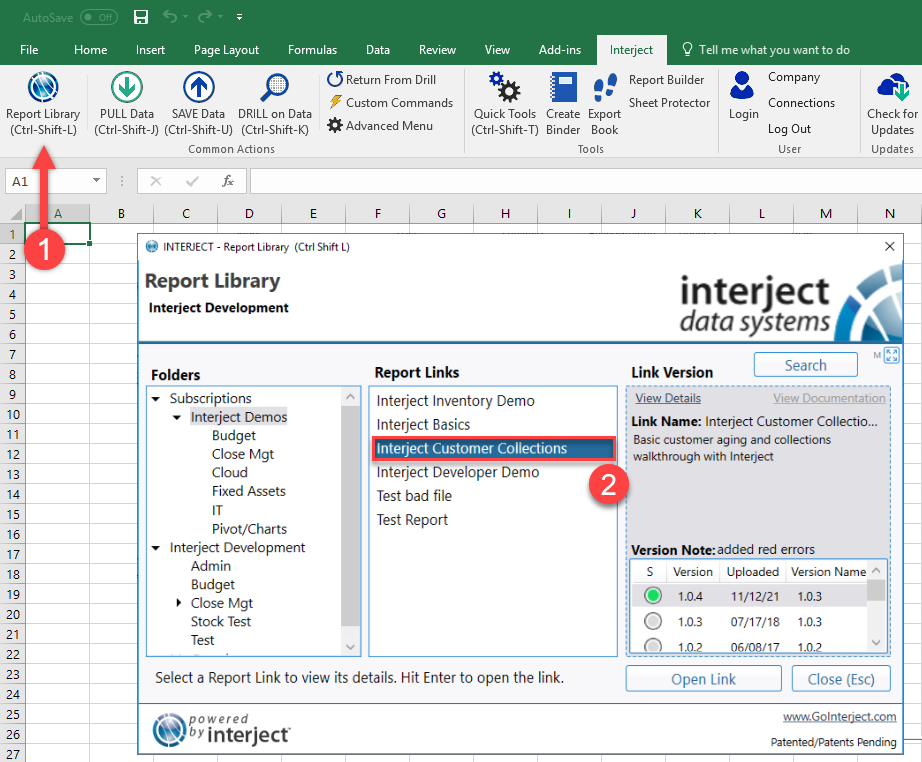 AutoSave Off
File Home Insert Page Layout Formulas Data Review View Add-ins Interject Tell me what you want to do
Report Library
(Ctrl-Shift-L)
PULL Data
(Ctrl-Shift-J)
SAVE Data
(Ctrl-Shift-U)
DRILL on Data
(Ctrl-Shift-K)
Return From Drill
Custom Commands
Advanced Menu
Common Actions
Quick Tools
(Ctrl-Shift-T)
Create
Binder
Export
Book
Report Builder
Sheet Protector
Tools
Login
Company
Connections
Log Out
User
Check for
Updates
Updates
A1 fx
A B C D E F G H I J K L M N
1
2
3
4
5
6
7
8
9
10
11
12
13
14
15
16
17
18
19
20
21
22
23
24
25
26
27
1
INTERJECT - Report Library (Ctrl Shift L)
Report Library
Interject Development
interject
data systems
Folders
Subscriptions
Interject Demos
Budget
Close Mgt
Cloud
Fixed Assets
IT
Pivot/Charts
Interject Development
Admin
Budget
Close Mgt
Stock Test
Test
Report Links
Interject Inventory Demo
Interject Basics
Interject Customer Collections
Interject Developer Demo
Test bad file
Test Report
2
Link Version
Search
M
View Details View Documentation
Link Name: Interject Customer Collectio...
Basic customer aging and collections
walkthrough with Interject
Version Note: added red errors
S Version Uploaded Version Name
1.0.4 11/12/21 1.0.3
1.0.3 07/17/18 1.0.3
1.0.2 06/08/17 1.0.2
Select a Report Link to view its details. Hit Enter to open the link.
Open Link
Close (Esc)
powered
by interject
www.GoInterject.com
Patented/Patents Pending